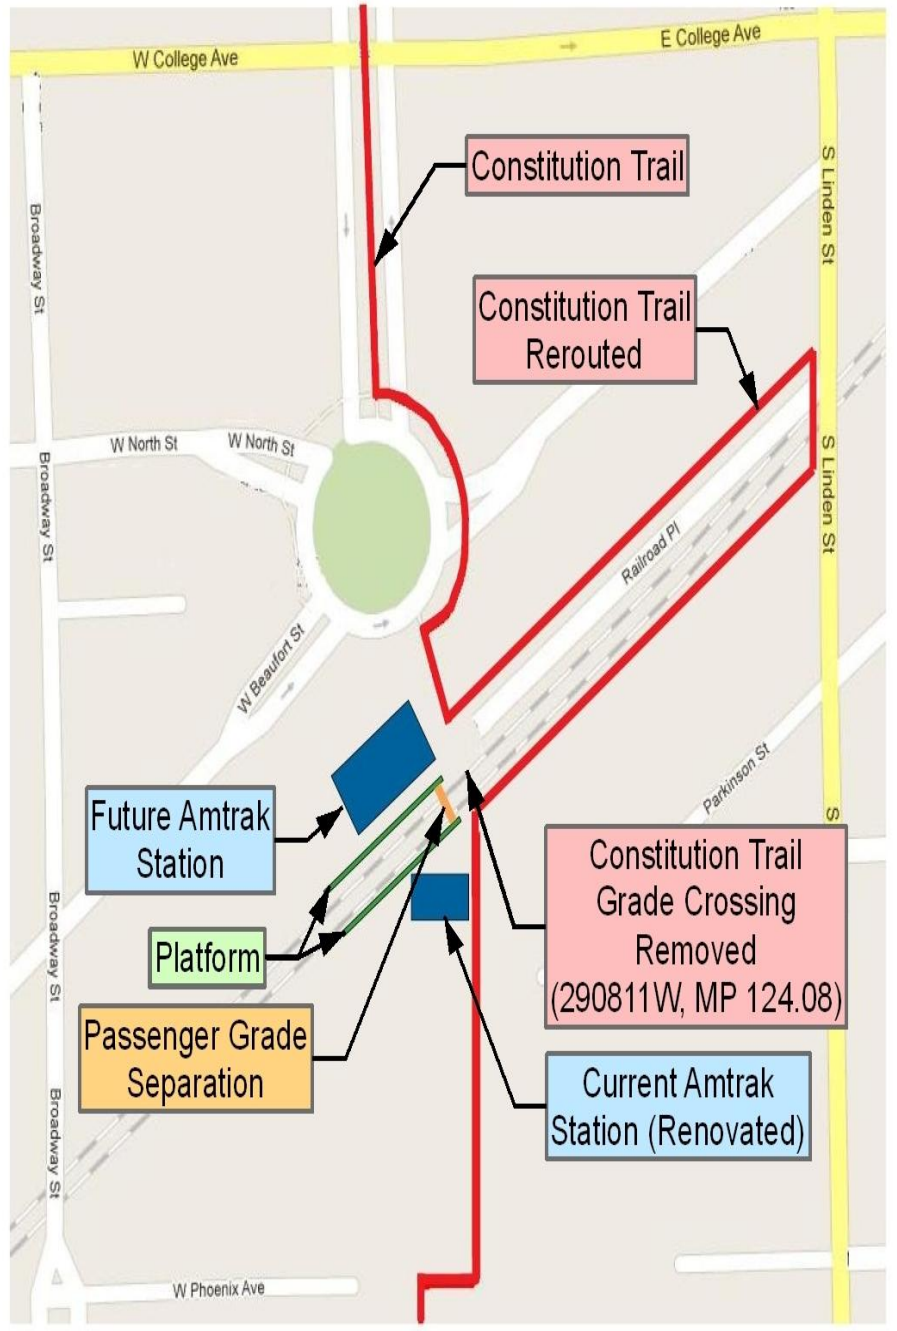 W College Ave
E College Ave
Constitution Trail
S Linden St
Broadway St
Constitution Trail
Rerouted
W North St
W North St
S Linden St
Broadway St
Railroad Pl
W Beaufort St
Parkinson St
Future Amtrak
Station
S
Constitution Trail
Grade Crossing
Removed
(290811W, MP 124.08)
Broadway St
Platform
Passenger Grade
Separation
Current Amtrak
Station (Renovated)
Broadway St
W Phoenix Ave